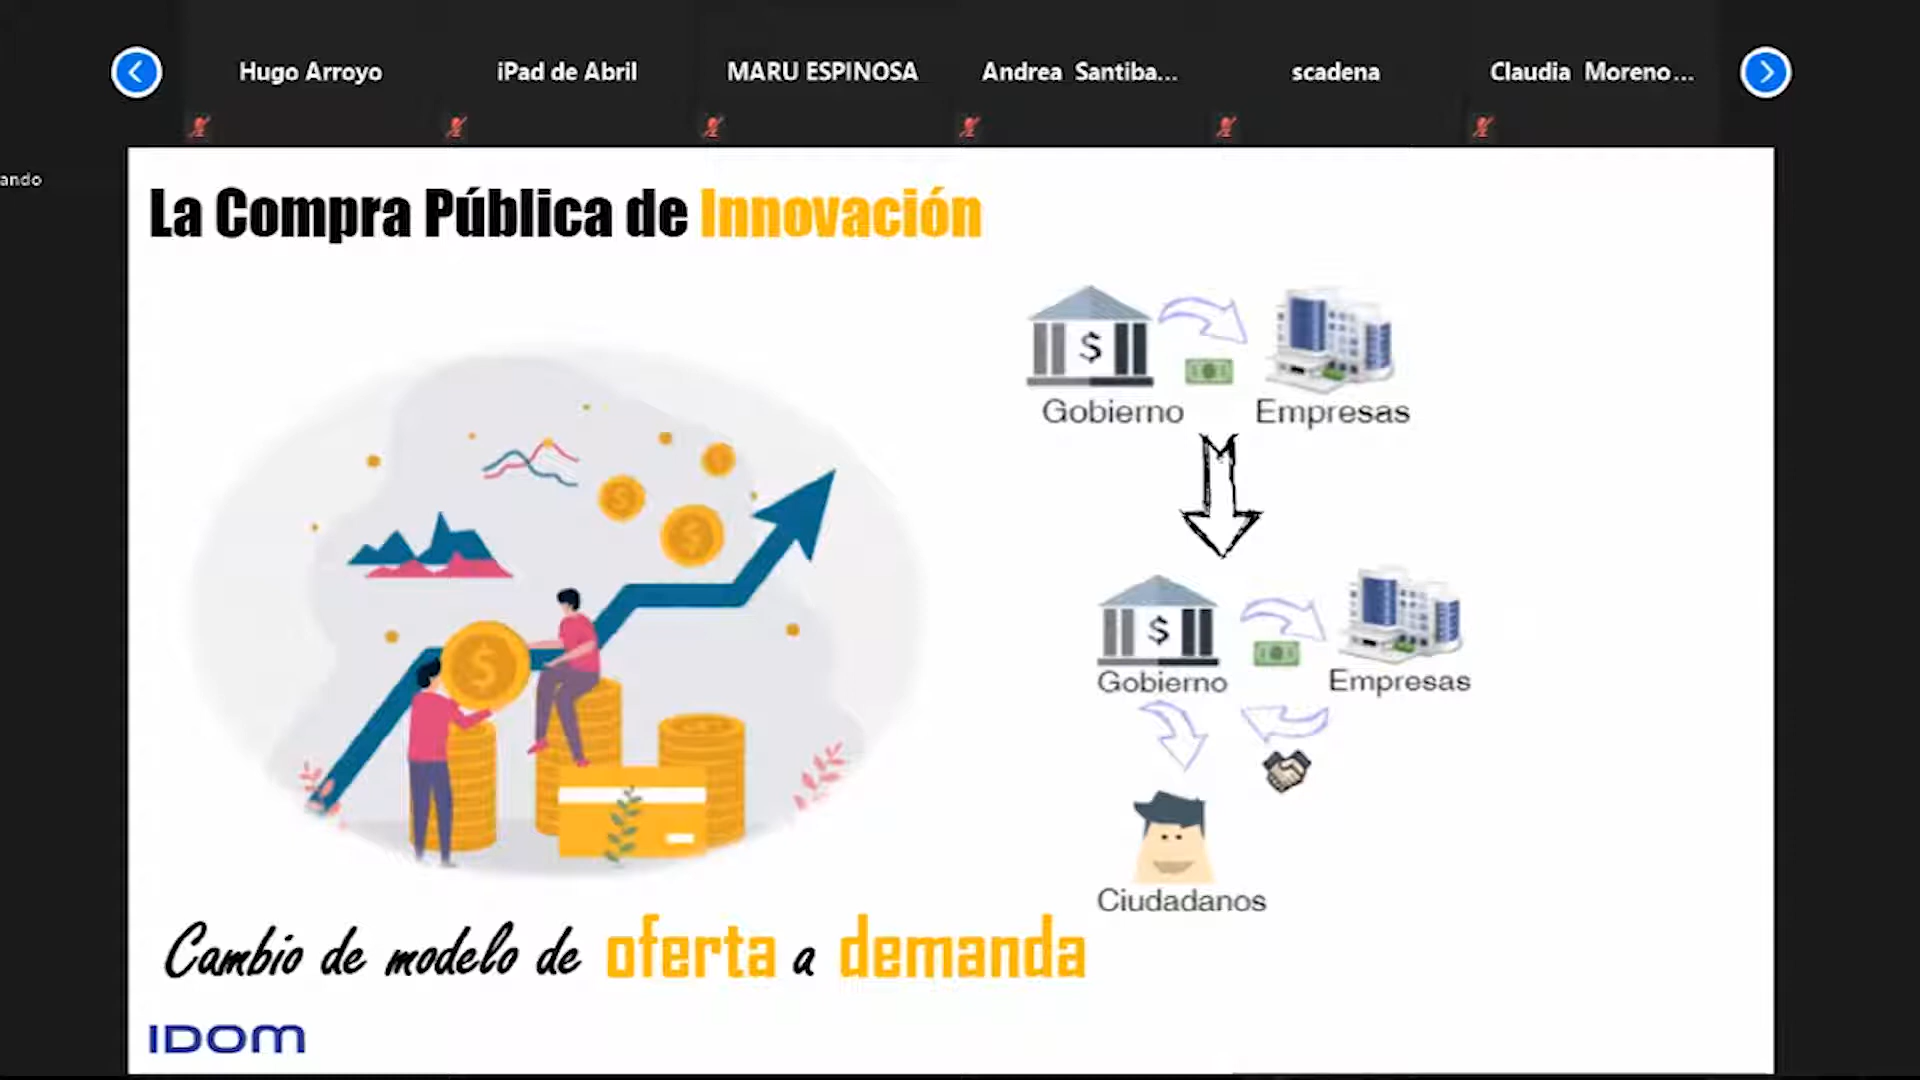 Hugo Arroyo
iPad de Abril
MARU ESPINOSA
Andrea Santiba...
scadena
Claudia Moreno...
ando
La Compra Pública de Innovación
$
Gobierno
Empresas
$
Gobierno
Empresas
Ciudadanos
Cambio de modelo de oferta a demanda
IDOM